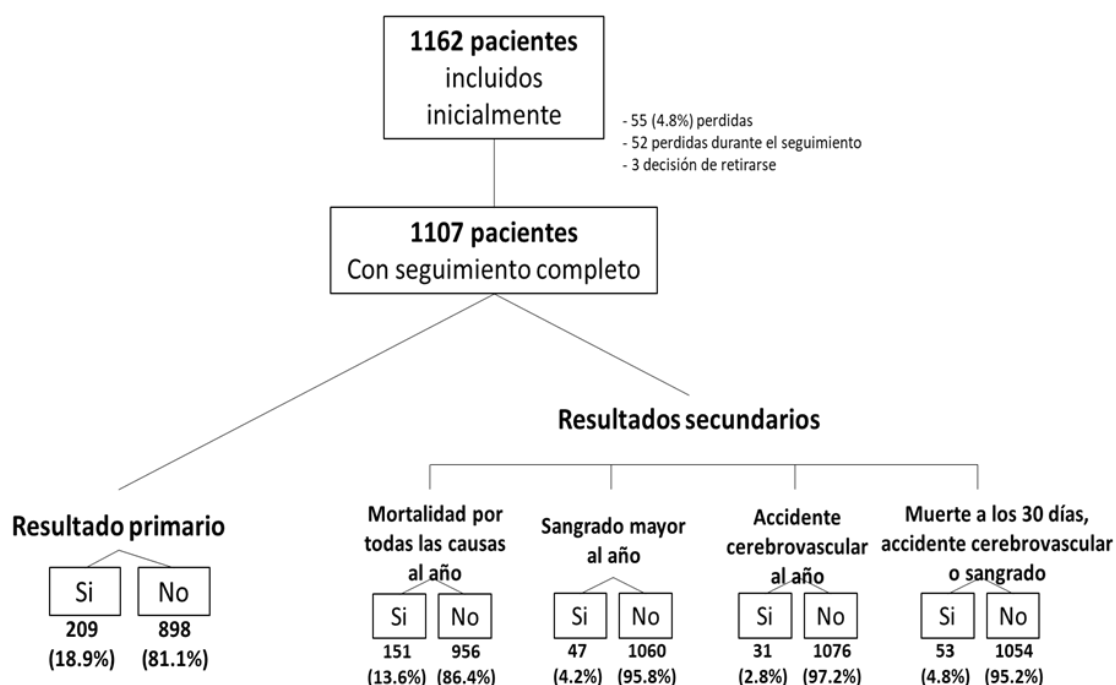 1162 pacientes
incluidos
inicialmente
- 55 (4.8%) perdidas
- 52 perdidas durante el seguimiento
- 3 decisión de retirarse
1107 pacientes
Con seguimiento completo
Resultados secundarios
Resultado primario
Si
No
209
(18.9%)
898
(81.1%)
Mortalidad por
todas las causas
al año
Si
No
151
(13.6%)
956
(86.4%)
Sangrado mayor
al año
Si
No
47
(4.2%)
1060
(95.8%)
Accidente
cerebrovascular
al año
Si
No
31
(2.8%)
1076
(97.2%)
Muerte a los 30 días,
accidente cerebrovascular
o sangrado
Si
No
53
(4.8%)
1054
(95.2%)